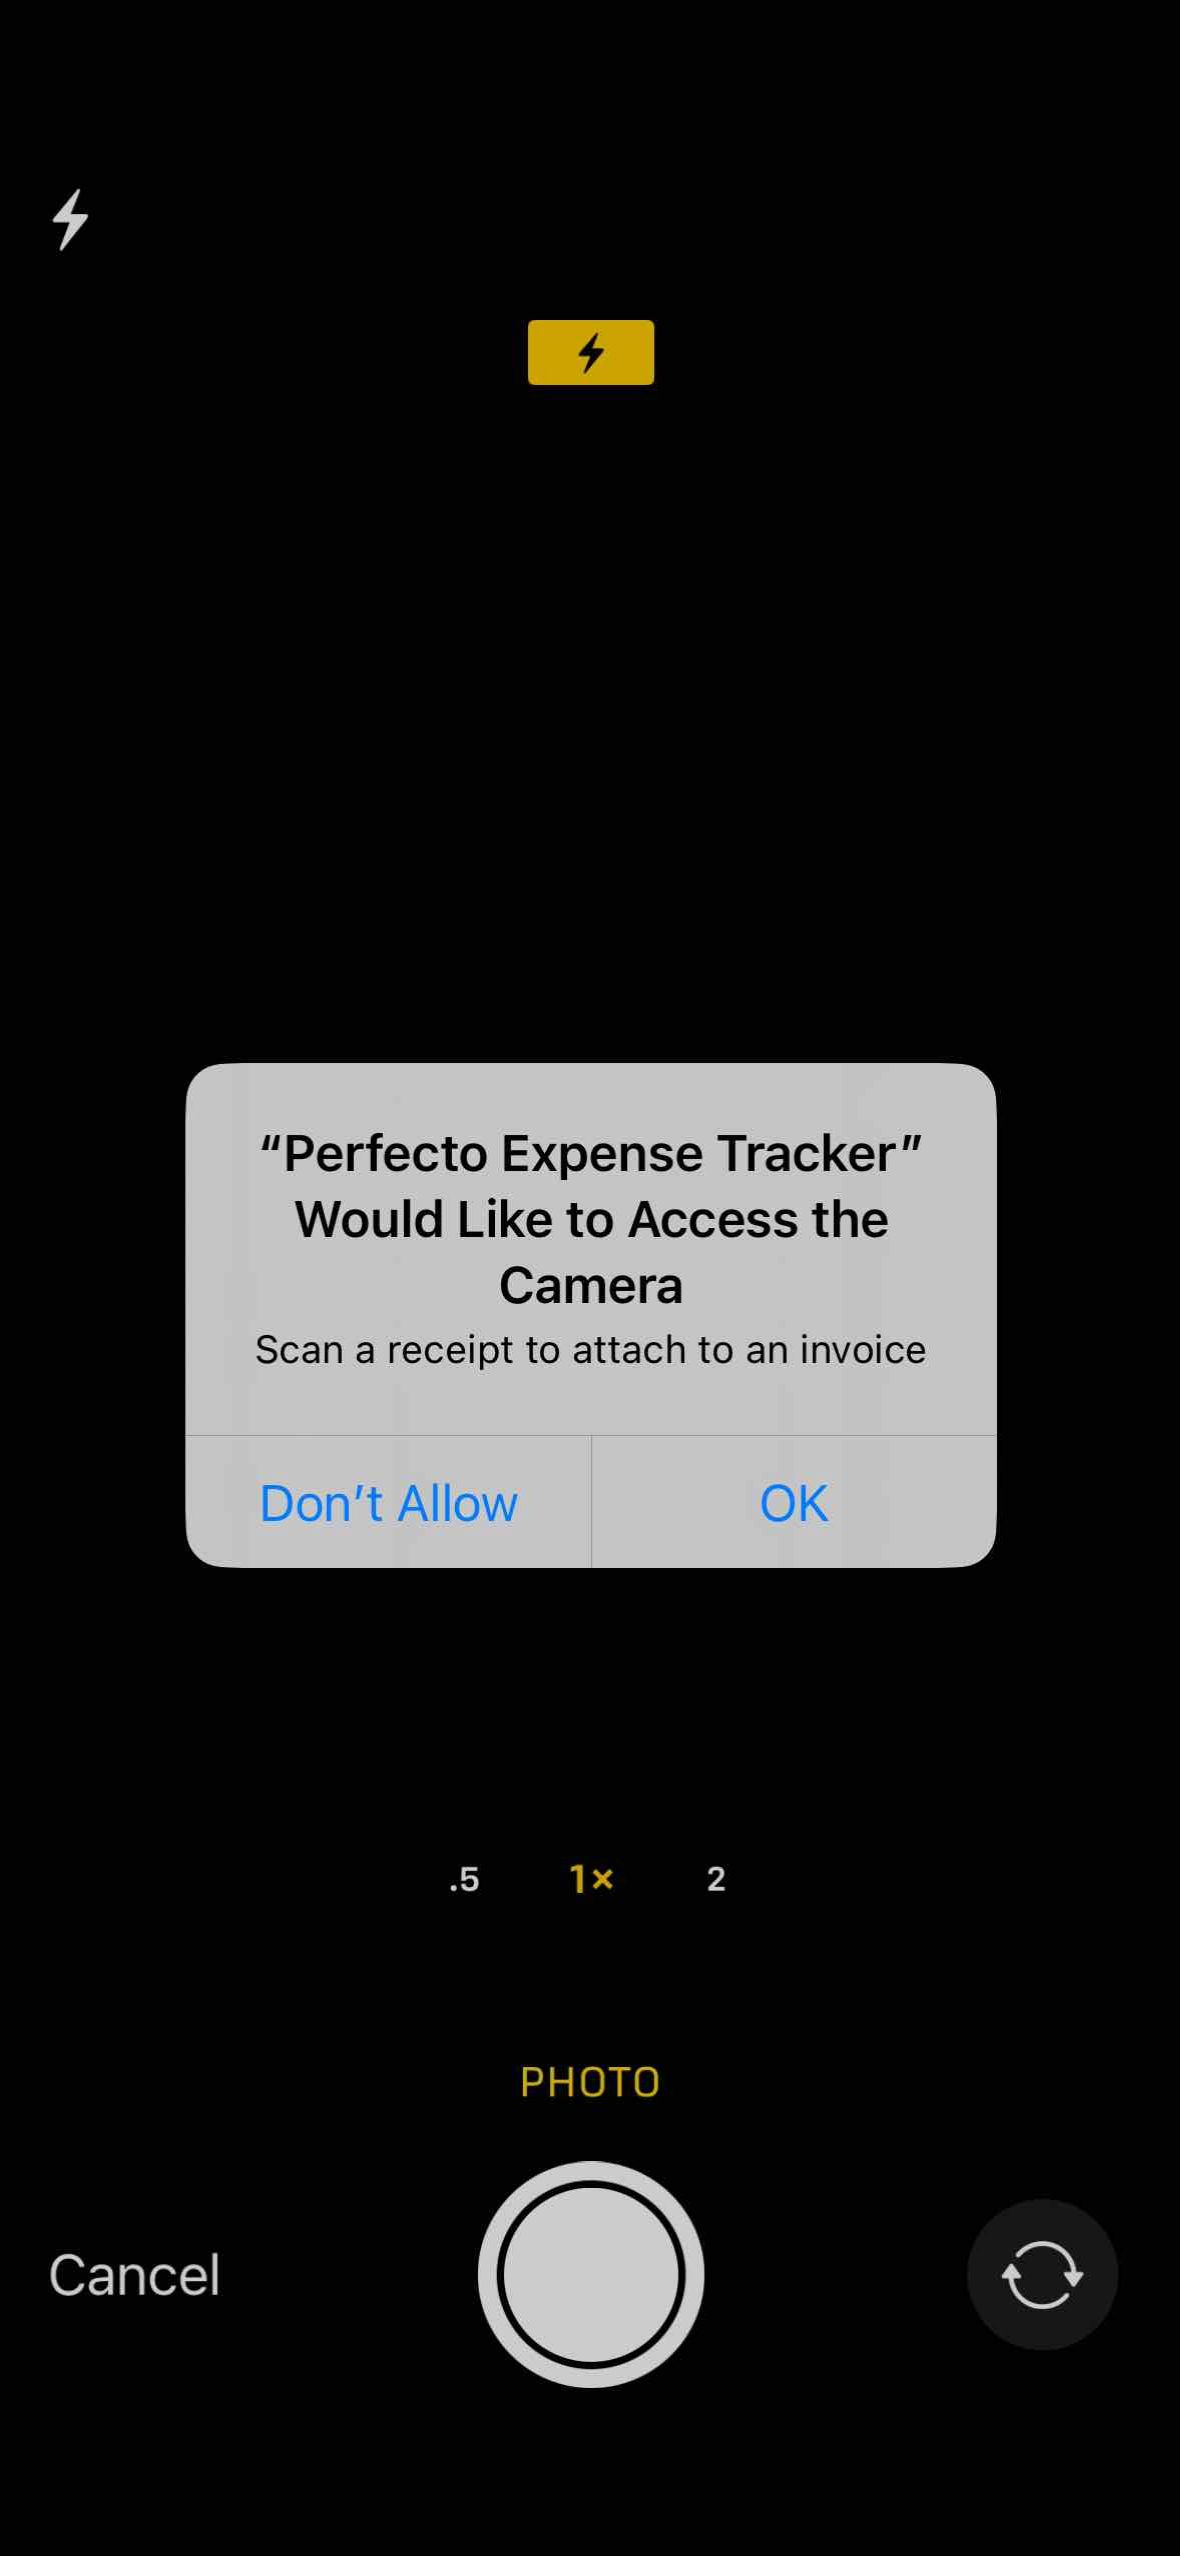 “Perfecto Expense Tracker”
Would Like to Access the
Camera
Scan a receipt to attach to an invoice
Don’t Allow
OK
.5
1×
2
PHOTO
Cancel